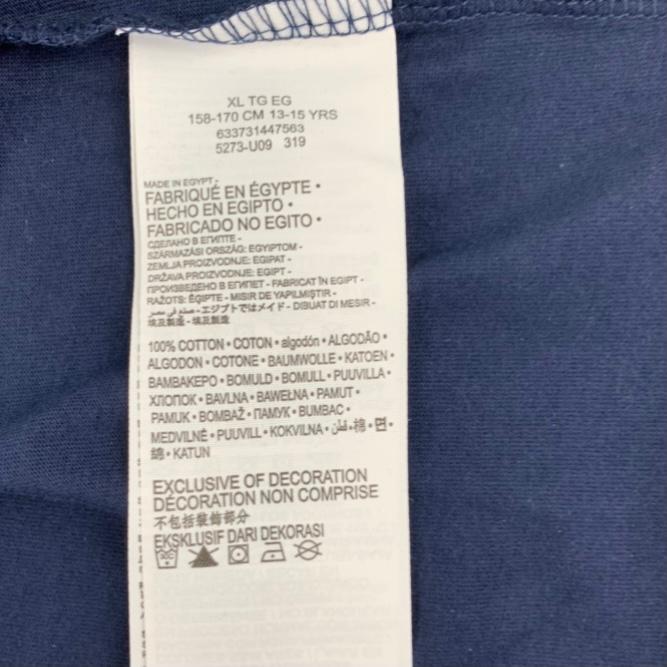 XL TG EG
158-170 CM 13-15 YRS
633731447563
5273-U09 319
MADE IN EGYPT -
FABRIQUÉ EN ÉGYPTE •
HECHO EN EGIPTO •
FABRICADO NO EGITO •
СДЕЛАНО В ЕГИПТЕ -
SZÁRMAZÁSI ORSZÁG: EGYIPTOM -
ZEMLJA PROIZVODNJE: EGIPAT -
DRŽAVA PROIZVODNJE: EGIPT -
ПРОИЗВЕДЕНО В ЕГИПЕТ - FABRICAT ÎN EGIPT -
RAŽOTS: ĒĢIPTE - MISIR DE YAPILMIŞTIR -
صنع في مصر - エジプトではメイド - DIBUAT DI MESIR -
埃及製造 - 埃及制造
100% COTTON • COTON • algodón • ALGODÃO •
ALGODON • COTONE • BAUMWOLLE • KATOEN •
ΒΑΜΒΑΚΕΡΟ • BOMULD • BOMULL • PUUVILLA •
ХЛОПОК • BAVLNA • BAWEŁNA • PAMUT •
PAMUK • BOMBAŽ • ПАМУК • BUMBAC •
MEDVILNĖ • PUUVILL • KOKVILNA • قطن • 棉 • 면 •
綿 • KATUN
EXCLUSIVE OF DECORATION
DÉCORATION NON COMPRISE
不包括裝飾部分
EKSKLUSIF DARI DEKORASI